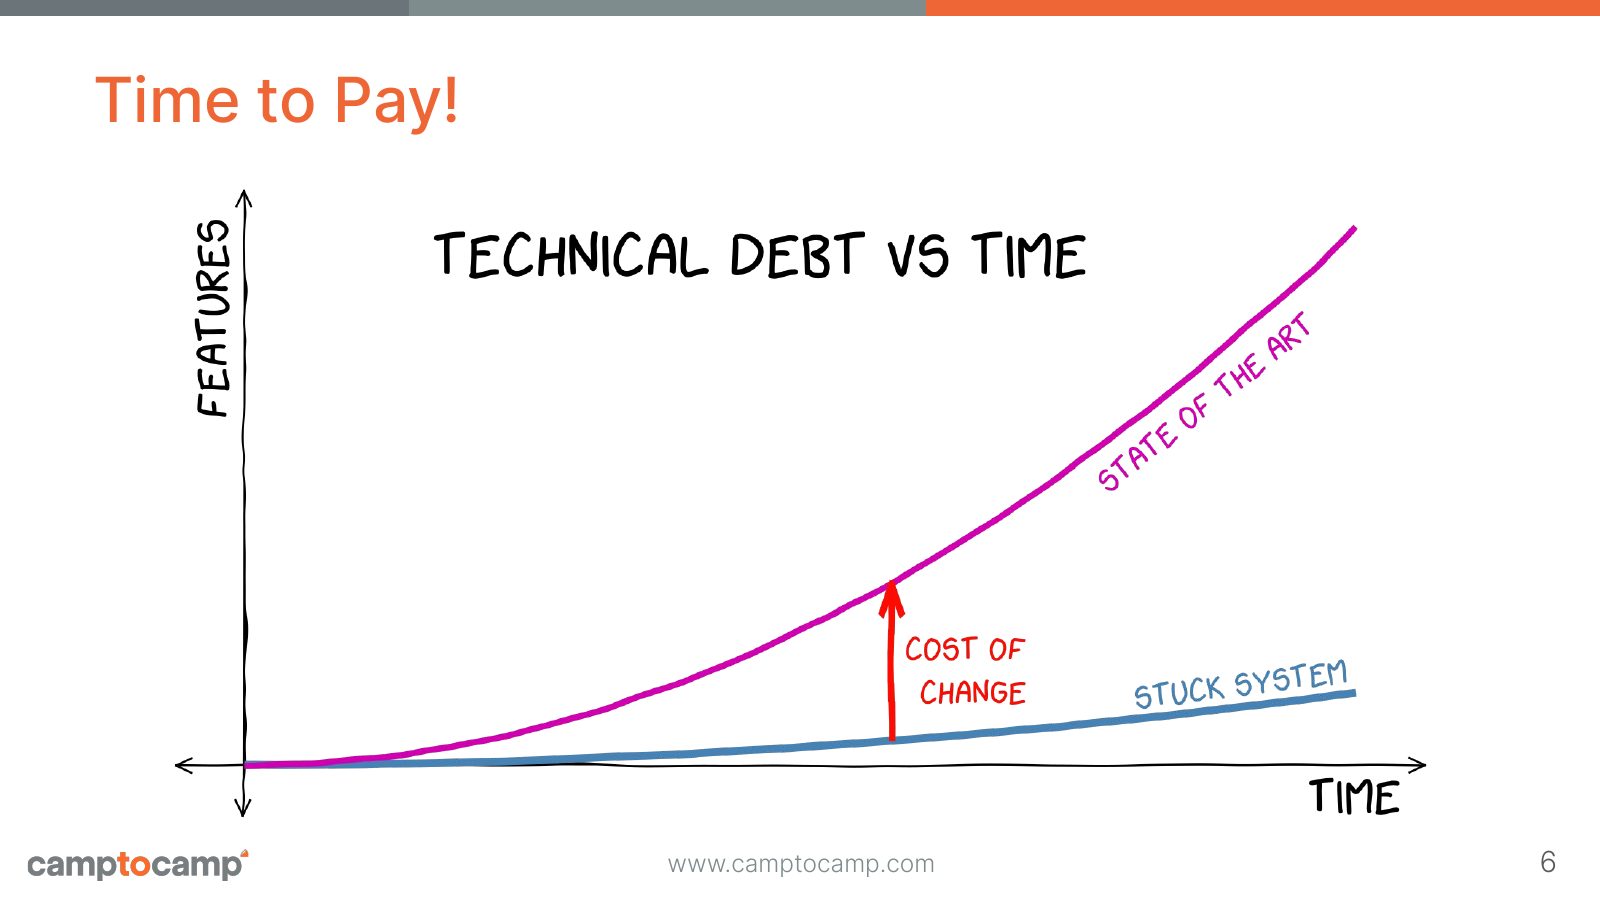 Time to Pay!
TECHNICAL DEBT VS TIME
FEATURES
STATE OF THE ART
COST OF
CHANGE
STUCK SYSTEM
TIME
camptocamp
www.camptocamp.com
6